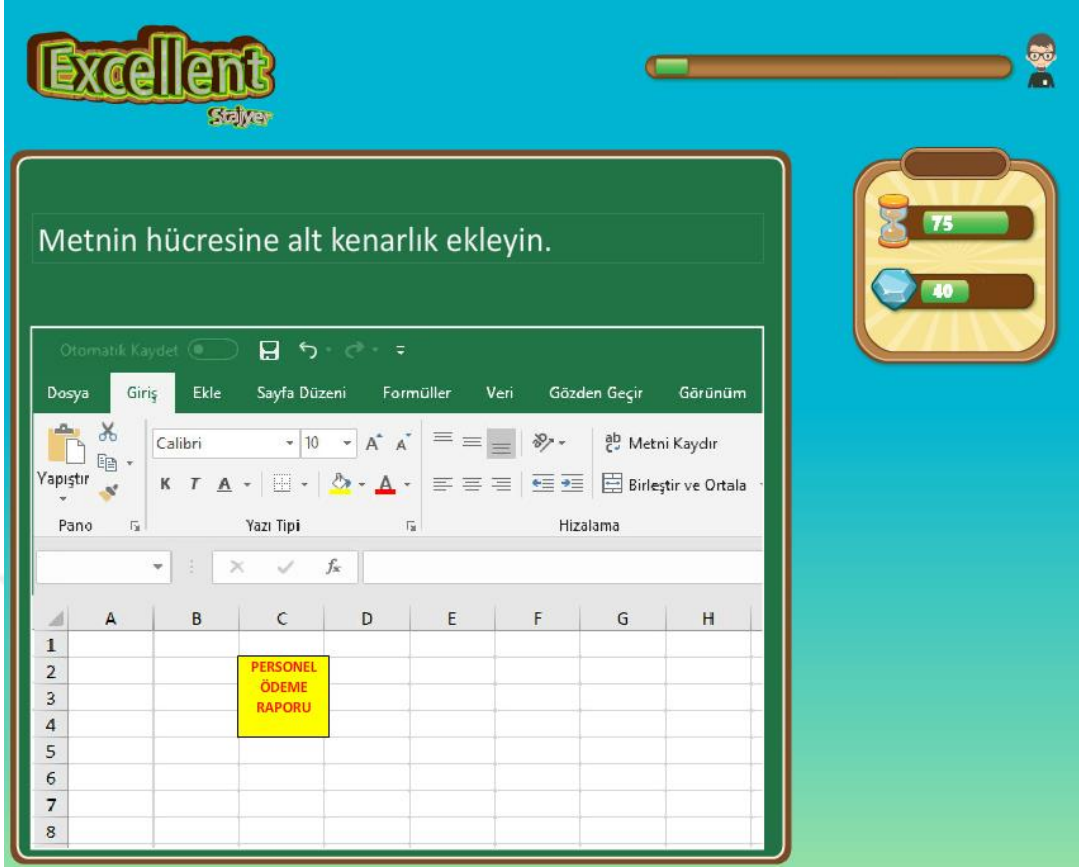 Excellent
Stajyer
75
Metnin hücresine alt kenarlık ekleyin.
40
Otomatik Kaydet
Dosya Giriş Ekle Sayfa Düzeni Formüller Veri Gözden Geçir Görünüm
Calibri 10 A A ab Metni Kaydır
Yapıştır K T A A Birleştir ve Ortala
Pano Yazı Tipi Hizalama
fx
A B C D E F G H
1
2 PERSONEL
3 ÖDEME
RAPORU
4
5
6
7
8